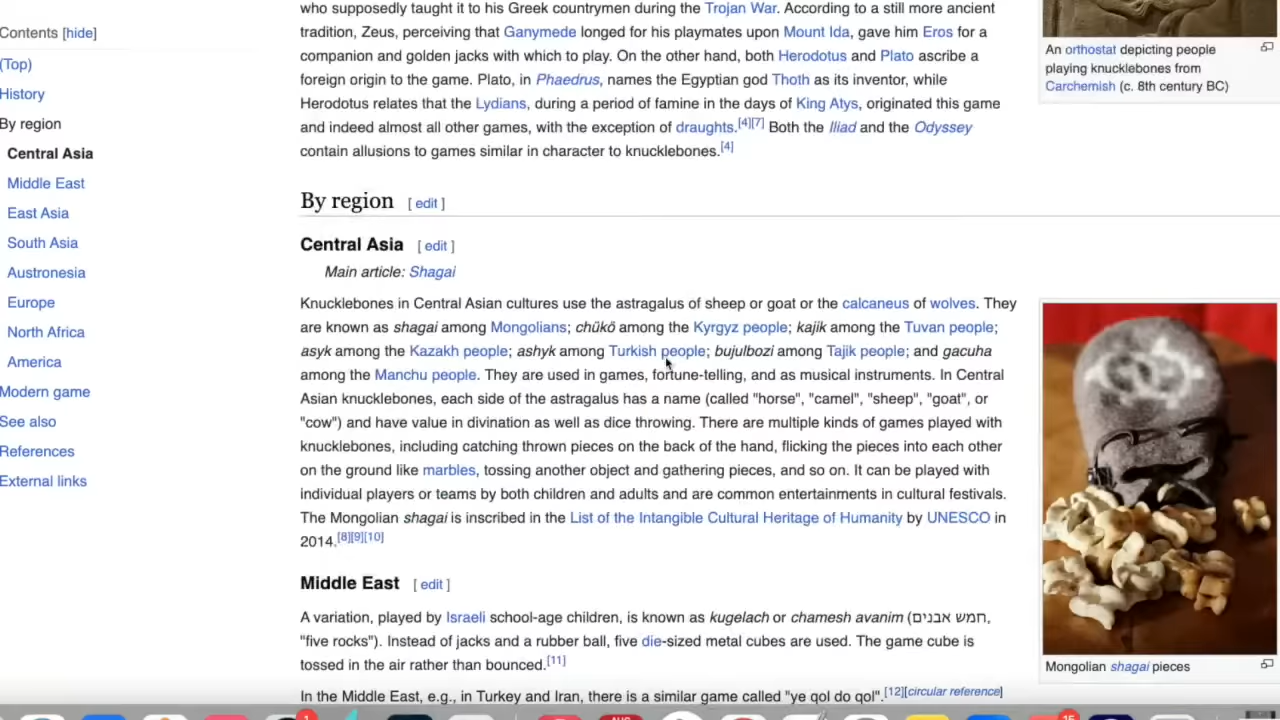 who supposedly taught it to his Greek countrymen during the Trojan War. According to a still more ancient
tradition, Zeus, perceiving that Ganymede longed for his playmates upon Mount Ida, gave him Eros for a
companion and golden jacks with which to play. On the other hand, both Herodotus and Plato ascribe a
foreign origin to the game. Plato, in Phaedrus, names the Egyptian god Thoth as its inventor, while
Herodotus relates that the Lydians, during a period of famine in the days of King Atys, originated this game
and indeed almost all other games, with the exception of draughts.[4][7] Both the Iliad and the Odyssey
contain allusions to games similar in character to knucklebones.[4]
Contents [hide]
(Top)
History
By region
Central Asia
Middle East
East Asia
South Asia
Austronesia
Europe
North Africa
America
Modern game
See also
References
External links
An orthostat depicting people
playing knucklebones from
Carchemish (c. 8th century BC)
By region [ edit ]
Central Asia [ edit ]
Main article: Shagai
Knucklebones in Central Asian cultures use the astragalus of sheep or goat or the calcaneus of wolves. They
are known as shagai among Mongolians; chükö among the Kyrgyz people; kajik among the Tuvan people;
asyk among the Kazakh people; ashyk among Turkish people; bujulbozi among Tajik people; and gacuha
among the Manchu people. They are used in games, fortune-telling, and as musical instruments. In Central
Asian knucklebones, each side of the astragalus has a name (called "horse", "camel", "sheep", "goat", or
"cow") and have value in divination as well as dice throwing. There are multiple kinds of games played with
knucklebones, including catching thrown pieces on the back of the hand, flicking the pieces into each other
on the ground like marbles, tossing another object and gathering pieces, and so on. It can be played with
individual players or teams by both children and adults and are common entertainments in cultural festivals.
The Mongolian shagai is inscribed in the List of the Intangible Cultural Heritage of Humanity by UNESCO in
2014.[8][9][10]
Mongolian shagai pieces
Middle East [ edit ]
A variation, played by Israeli school-age children, is known as kugelach or chamesh avanim (חמש אבנים,
"five rocks"). Instead of jacks and a rubber ball, five die-sized metal cubes are used. The game cube is
tossed in the air rather than bounced.[11]
In the Middle East, e.g., in Turkey and Iran, there is a similar game called "ye qol do qol".[12][circular reference]